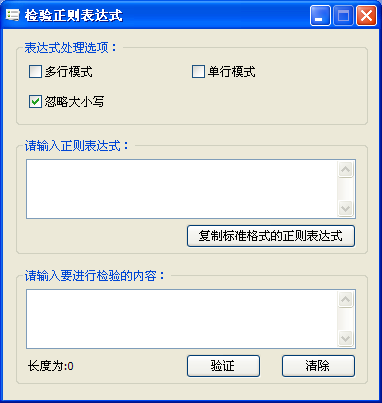 检验正则表达式
表达式处理选项：
多行模式
单行模式
忽略大小写
请输入正则表达式：
复制标准格式的正则表达式
请输入要进行检验的内容：
长度为:0
验证
清除